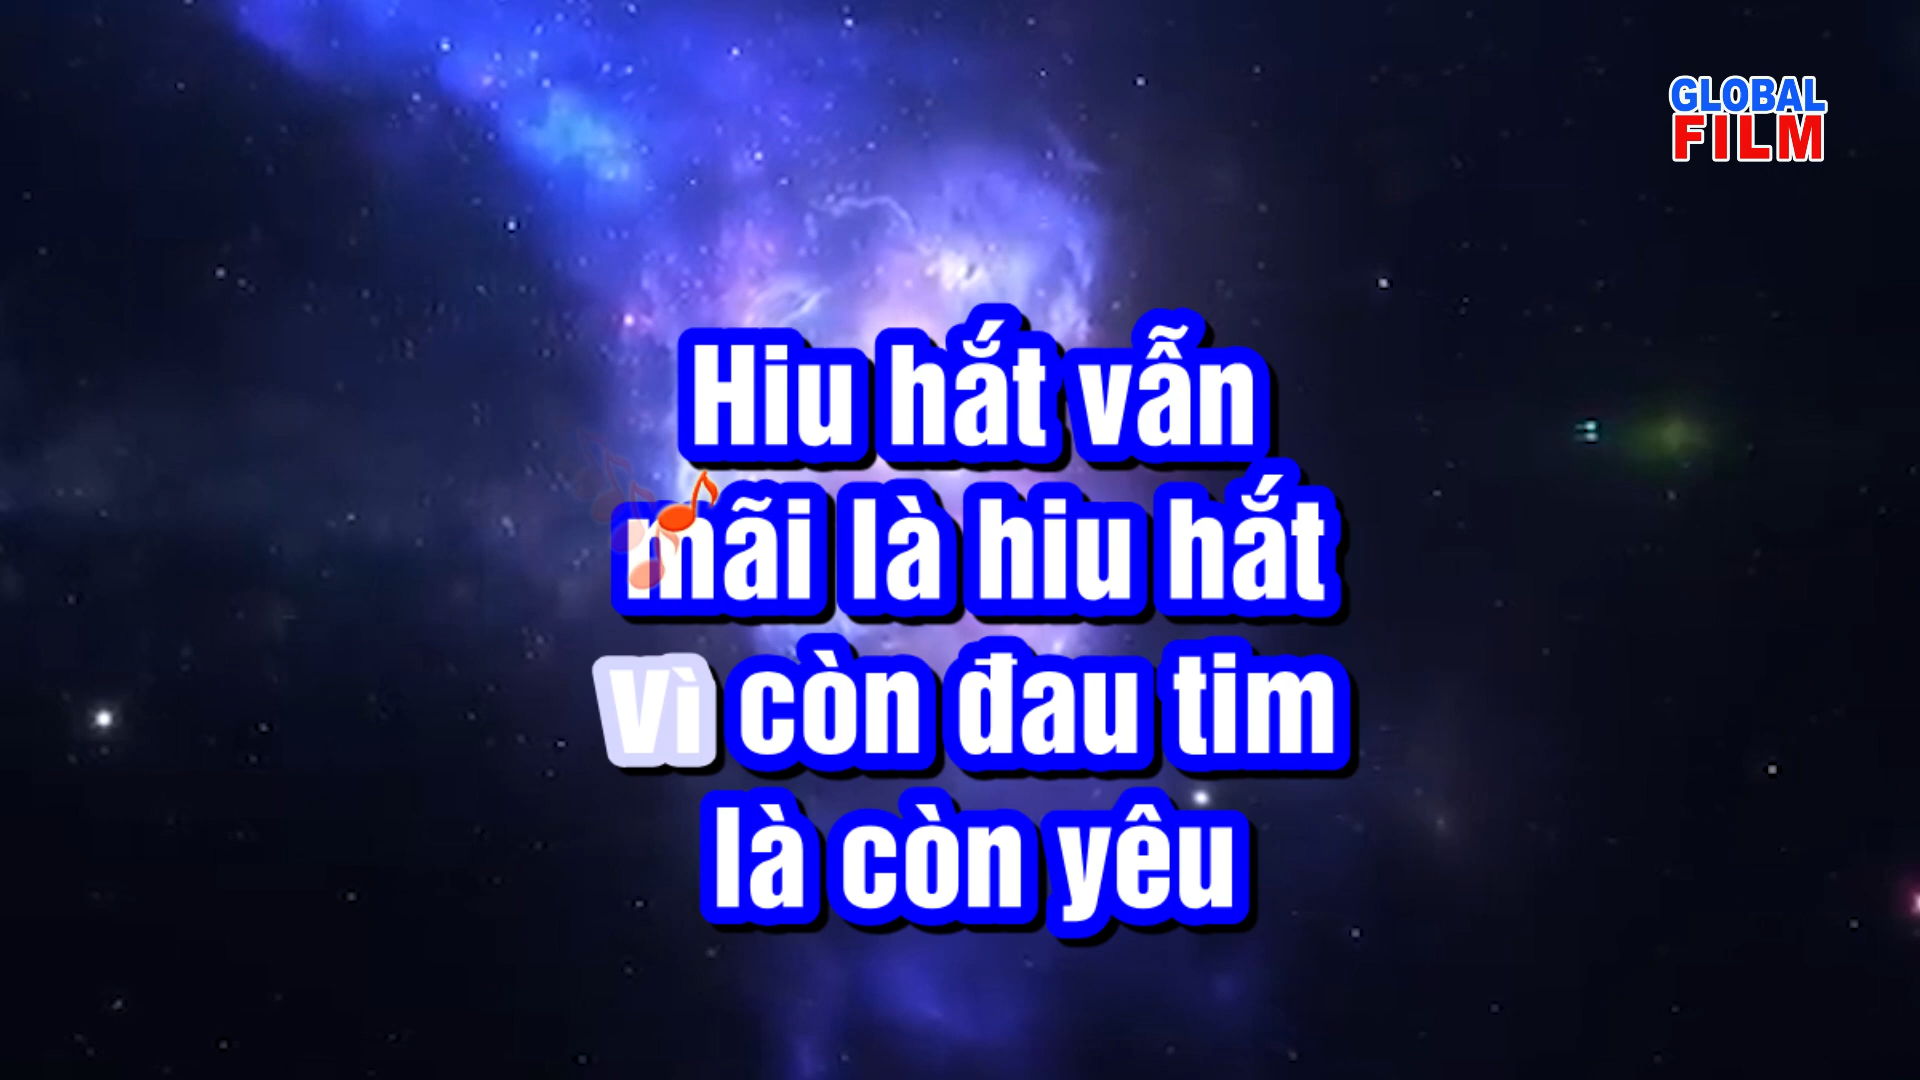 GLOBAL
FILM
Hiu hắt vẫn
mãi là hiu hắt
Vì còn đau tim
là còn yêu